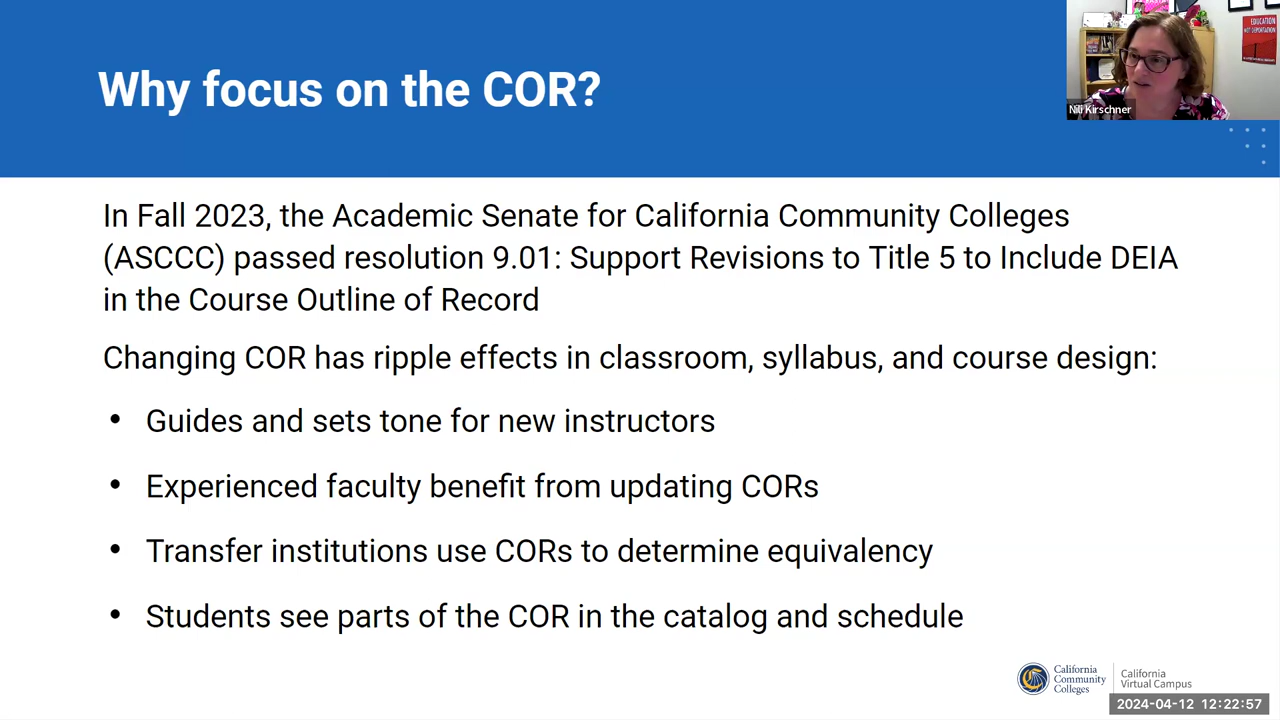 Why focus on the COR?
EDUCATION
NOT DEPORTATION
Nili Kirschner
In Fall 2023, the Academic Senate for California Community Colleges
(ASCCC) passed resolution 9.01: Support Revisions to Title 5 to Include DEIA
in the Course Outline of Record
Changing COR has ripple effects in classroom, syllabus, and course design:
• Guides and sets tone for new instructors
• Experienced faculty benefit from updating CORs
• Transfer institutions use CORs to determine equivalency
• Students see parts of the COR in the catalog and schedule
California
Community
Colleges
California
Virtual Campus
2024-04-12 12:22:57